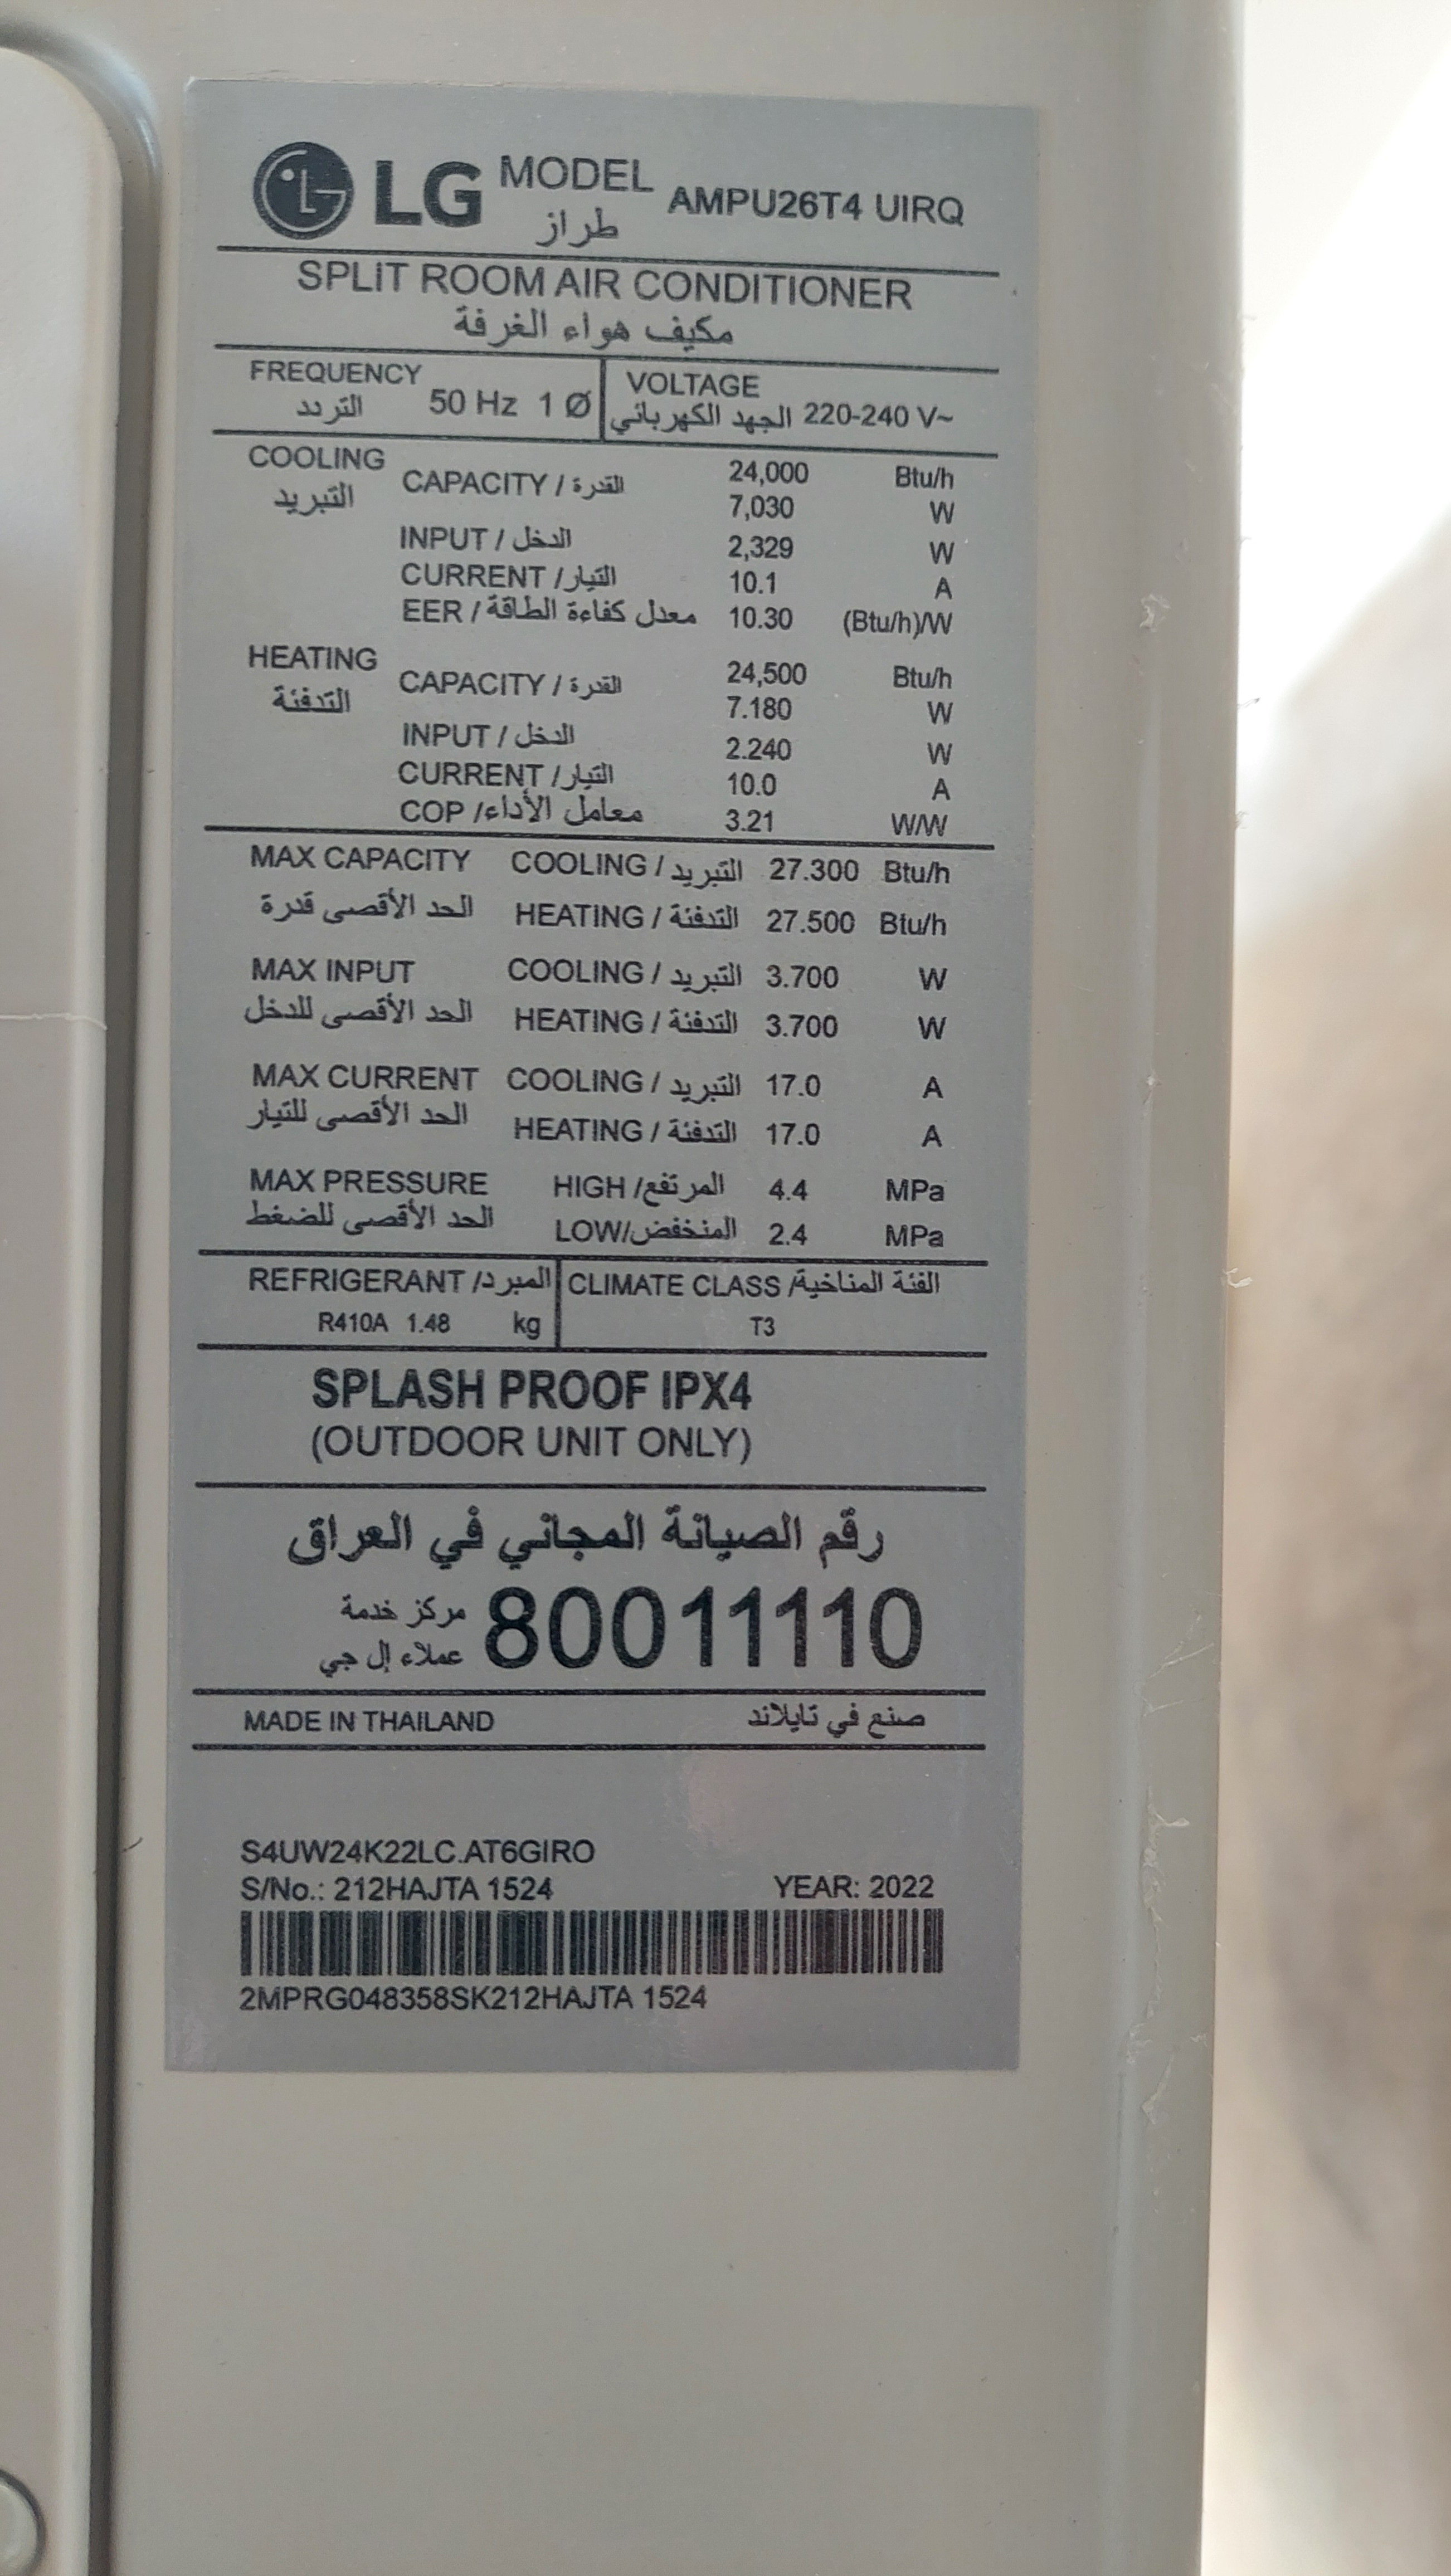 LG MODEL AMPU26T4 UIRQ
طراز
SPLIT ROOM AIR CONDITIONER
مكيف هواء الغرفة
FREQUENCY 50 Hz 1 Ø VOLTAGE 220-240 V~
التردد الجهد الكهربائي
COOLING CAPACITY / القدرة 24,000 Btu/h
التبريد 7,030 W
INPUT / الدخل 2,329 W
CURRENT / التيار 10.1 A
EER / معدل كفاءة الطاقة 10.30 (Btu/h)/W
HEATING CAPACITY / القدرة 24,500 Btu/h
التدفئة 7.180 W
INPUT / الدخل 2.240 W
CURRENT / التيار 10.0 A
COP / معامل الأداء 3.21 W/W
MAX CAPACITY COOLING / التبريد 27.300 Btu/h
الحد الأقصى قدرة HEATING / التدفئة 27.500 Btu/h
MAX INPUT COOLING / التبريد 3.700 W
الحد الأقصى للدخل HEATING / التدفئة 3.700 W
MAX CURRENT COOLING / التبريد 17.0 A
الحد الأقصى للتيار HEATING / التدفئة 17.0 A
MAX PRESSURE HIGH / المرتفع 4.4 MPa
الحد الأقصى للضغط LOW/المنخفض 2.4 MPa
REFRIGERANT / المبرد CLIMATE CLASS / الفئة المناخية
R410A 1.48 kg T3
SPLASH PROOF IPX4
(OUTDOOR UNIT ONLY)
رقم الصيانة المجاني في العراق
مركز خدمة 80011110
عملاء إل جي
MADE IN THAILAND صنع في تايلاند
S4UW24K22LC.AT6GIRO
S/No.: 212HAJTA 1524 YEAR: 2022
2MPRG048358SK212HAJTA 1524